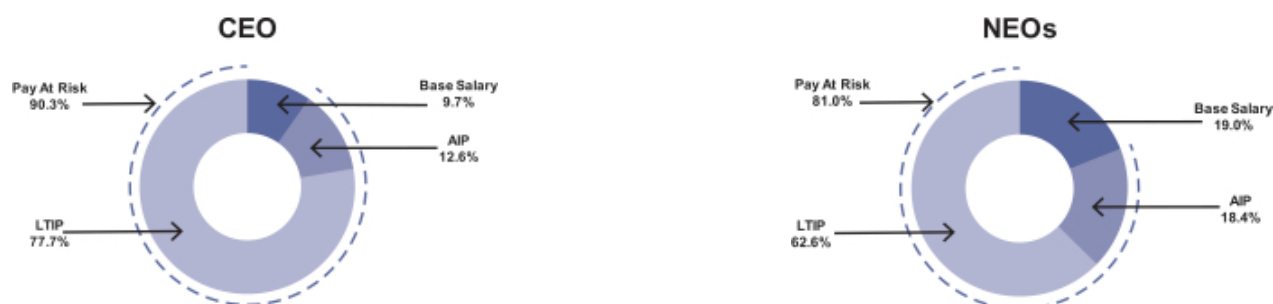 CEO
Pay At Risk
90.3%
Base Salary
9.7%
AIP
12.6%
LTIP
77.7%
NEOs
Pay At Risk
81.0%
Base Salary
19.0%
AIP
18.4%
LTIP
62.6%